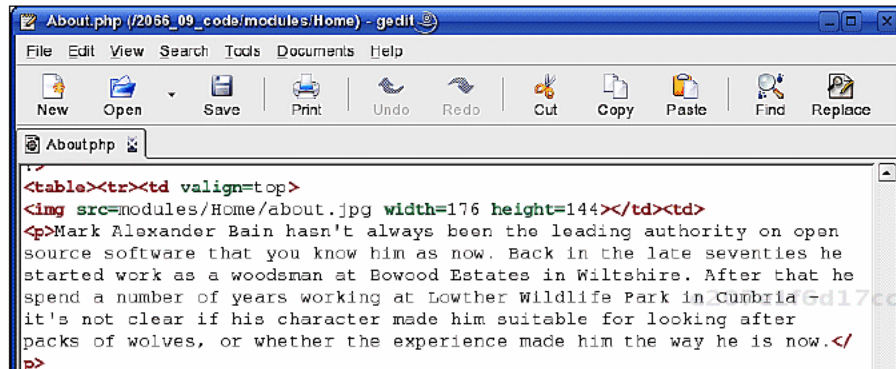 About.php (/2066_09_code/modules/Home) - gedit
File Edit View Search Tools Documents Help
New Open Save Print Undo Redo Cut Copy Paste Find Replace
About.php
<table><tr><td valign=top>
<img src=modules/Home/about.jpg width=176 height=144></td><td>
<p>Mark Alexander Bain hasn't always been the leading authority on open
source software that you know him as now. Back in the late seventies he
started work as a woodsman at Bowood Estates in Wiltshire. After that he
spend a number of years working at Lowther Wildlife Park in Cumbria –
it's not clear if his character made him suitable for looking after
packs of wolves, or whether the experience made him the way he is now.</
p>